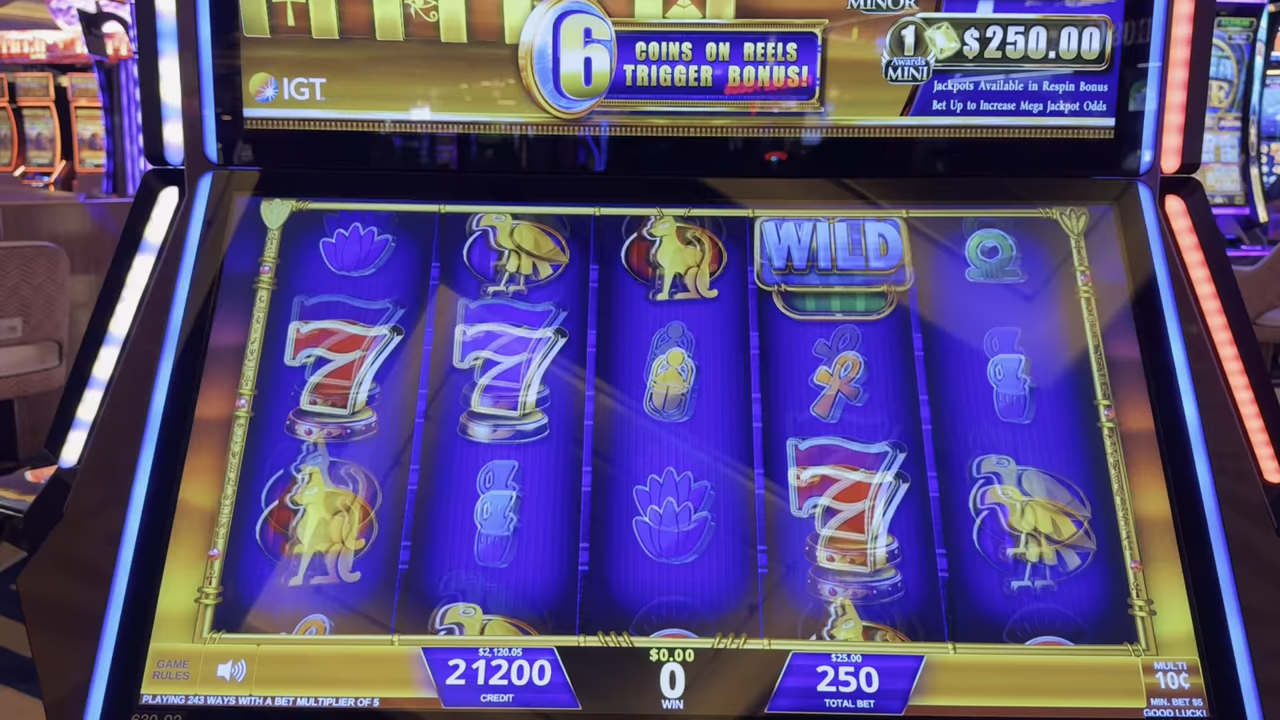 MINOR
6
COINS ON REELS
TRIGGER BONUS!
1
Awards
MINI
$250.00
Jackpots Available in Respin Bonus
Bet Up to Increase Mega Jackpot Odds
IGT
WILD
7
7
7
GAME
RULES
$2,120.05
21200
CREDIT
$0.00
0
WIN
$25.00
250
TOTAL BET
MULTI
10¢
MIN. BET $5
GOOD LUCK!
PLAYING 243 WAYS WITH A BET MULTIPLIER OF 5